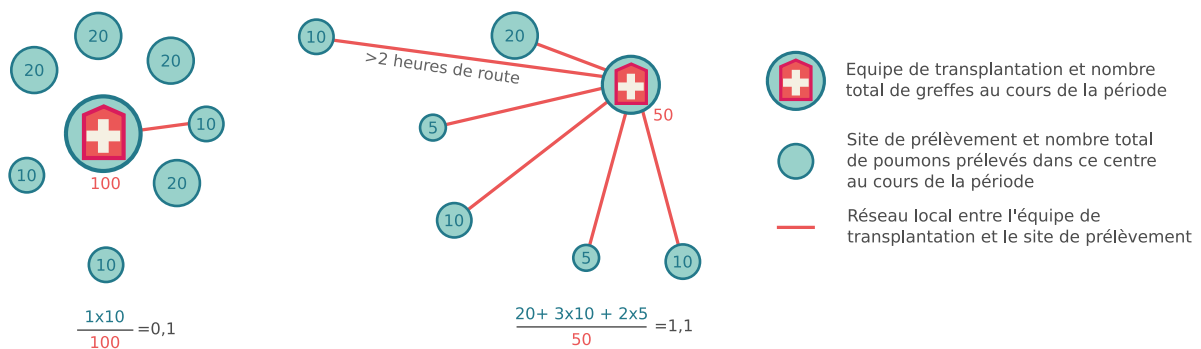 20
20
20
10
10
20
100
10
1x10
100
=0,1
10
20
>2 heures de route
50
5
10
5
10
20+ 3x10 + 2x5
50
=1,1
Equipe de transplantation et nombre
total de greffes au cours de la période
Site de prélèvement et nombre total
de poumons prélevés dans ce centre
au cours de la période
Réseau local entre l'équipe de
transplantation et le site de prélèvement